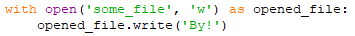 with open('some_file', 'w') as opened_file:
    opened_file.write('By!')